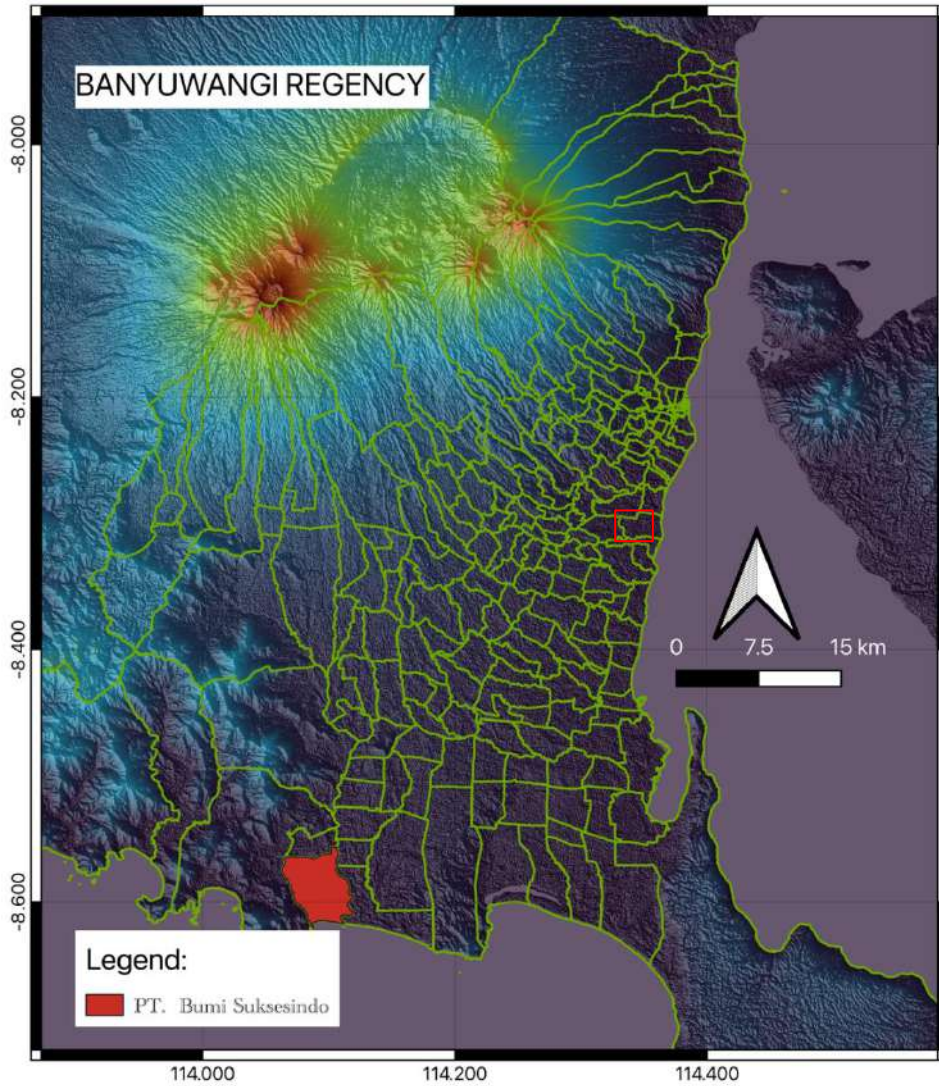 BANYUWANGI REGENCY
-8.000
-8.200
-8.400
-8.600
0 7.5 15 km
Legend:
PT. Bumi Suksesindo
114.000 114.200 114.400